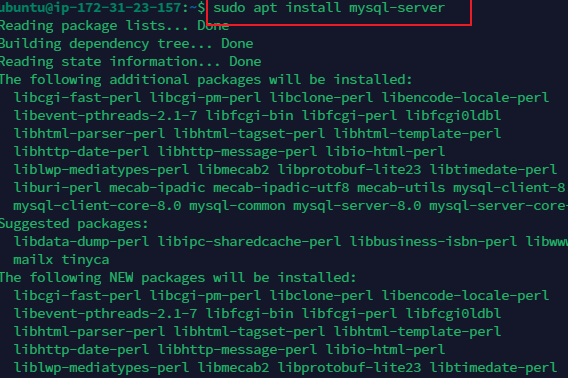 ubuntu@ip-172-31-23-157:~$ sudo apt install mysql-server
Reading package lists... Done
Building dependency tree... Done
Reading state information... Done
The following additional packages will be installed:
libcgi-fast-perl libcgi-pm-perl libclone-perl libencode-locale-perl
libevent-pthreads-2.1-7 libfcgi-bin libfcgi-perl libfcgi0ldbl
libhtml-parser-perl libhtml-tagset-perl libhtml-template-perl
libhttp-date-perl libhttp-message-perl libio-html-perl
liblwp-mediatypes-perl libmecab2 libprotobuf-lite23 libtimedate-perl
liburi-perl mecab-ipadic mecab-ipadic-utf8 mecab-utils mysql-client-8
mysql-client-core-8.0 mysql-common mysql-server-8.0 mysql-server-core-
Suggested packages:
libdata-dump-perl libipc-sharedcache-perl libbusiness-isbn-perl libwww
mailx tinyca
The following NEW packages will be installed:
libcgi-fast-perl libcgi-pm-perl libclone-perl libencode-locale-perl
libevent-pthreads-2.1-7 libfcgi-bin libfcgi-perl libfcgi0ldbl
libhtml-parser-perl libhtml-tagset-perl libhtml-template-perl
libhttp-date-perl libhttp-message-perl libio-html-perl
liblwp-mediatypes-perl libmecab2 libprotobuf-lite23 libtimedate-perl